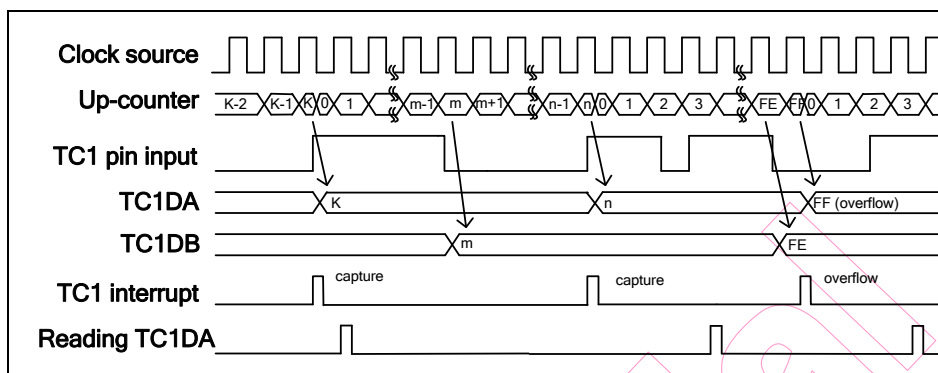 Clock source
Up-counter K-2 K-1 K 0 1 m-1 m m+1 n-1 n 0 1 2 3 FE FF 0 1 2 3
TC1 pin input
TC1DA K n FF (overflow)
TC1DB m FE
TC1 interrupt capture capture overflow
Reading TC1DA